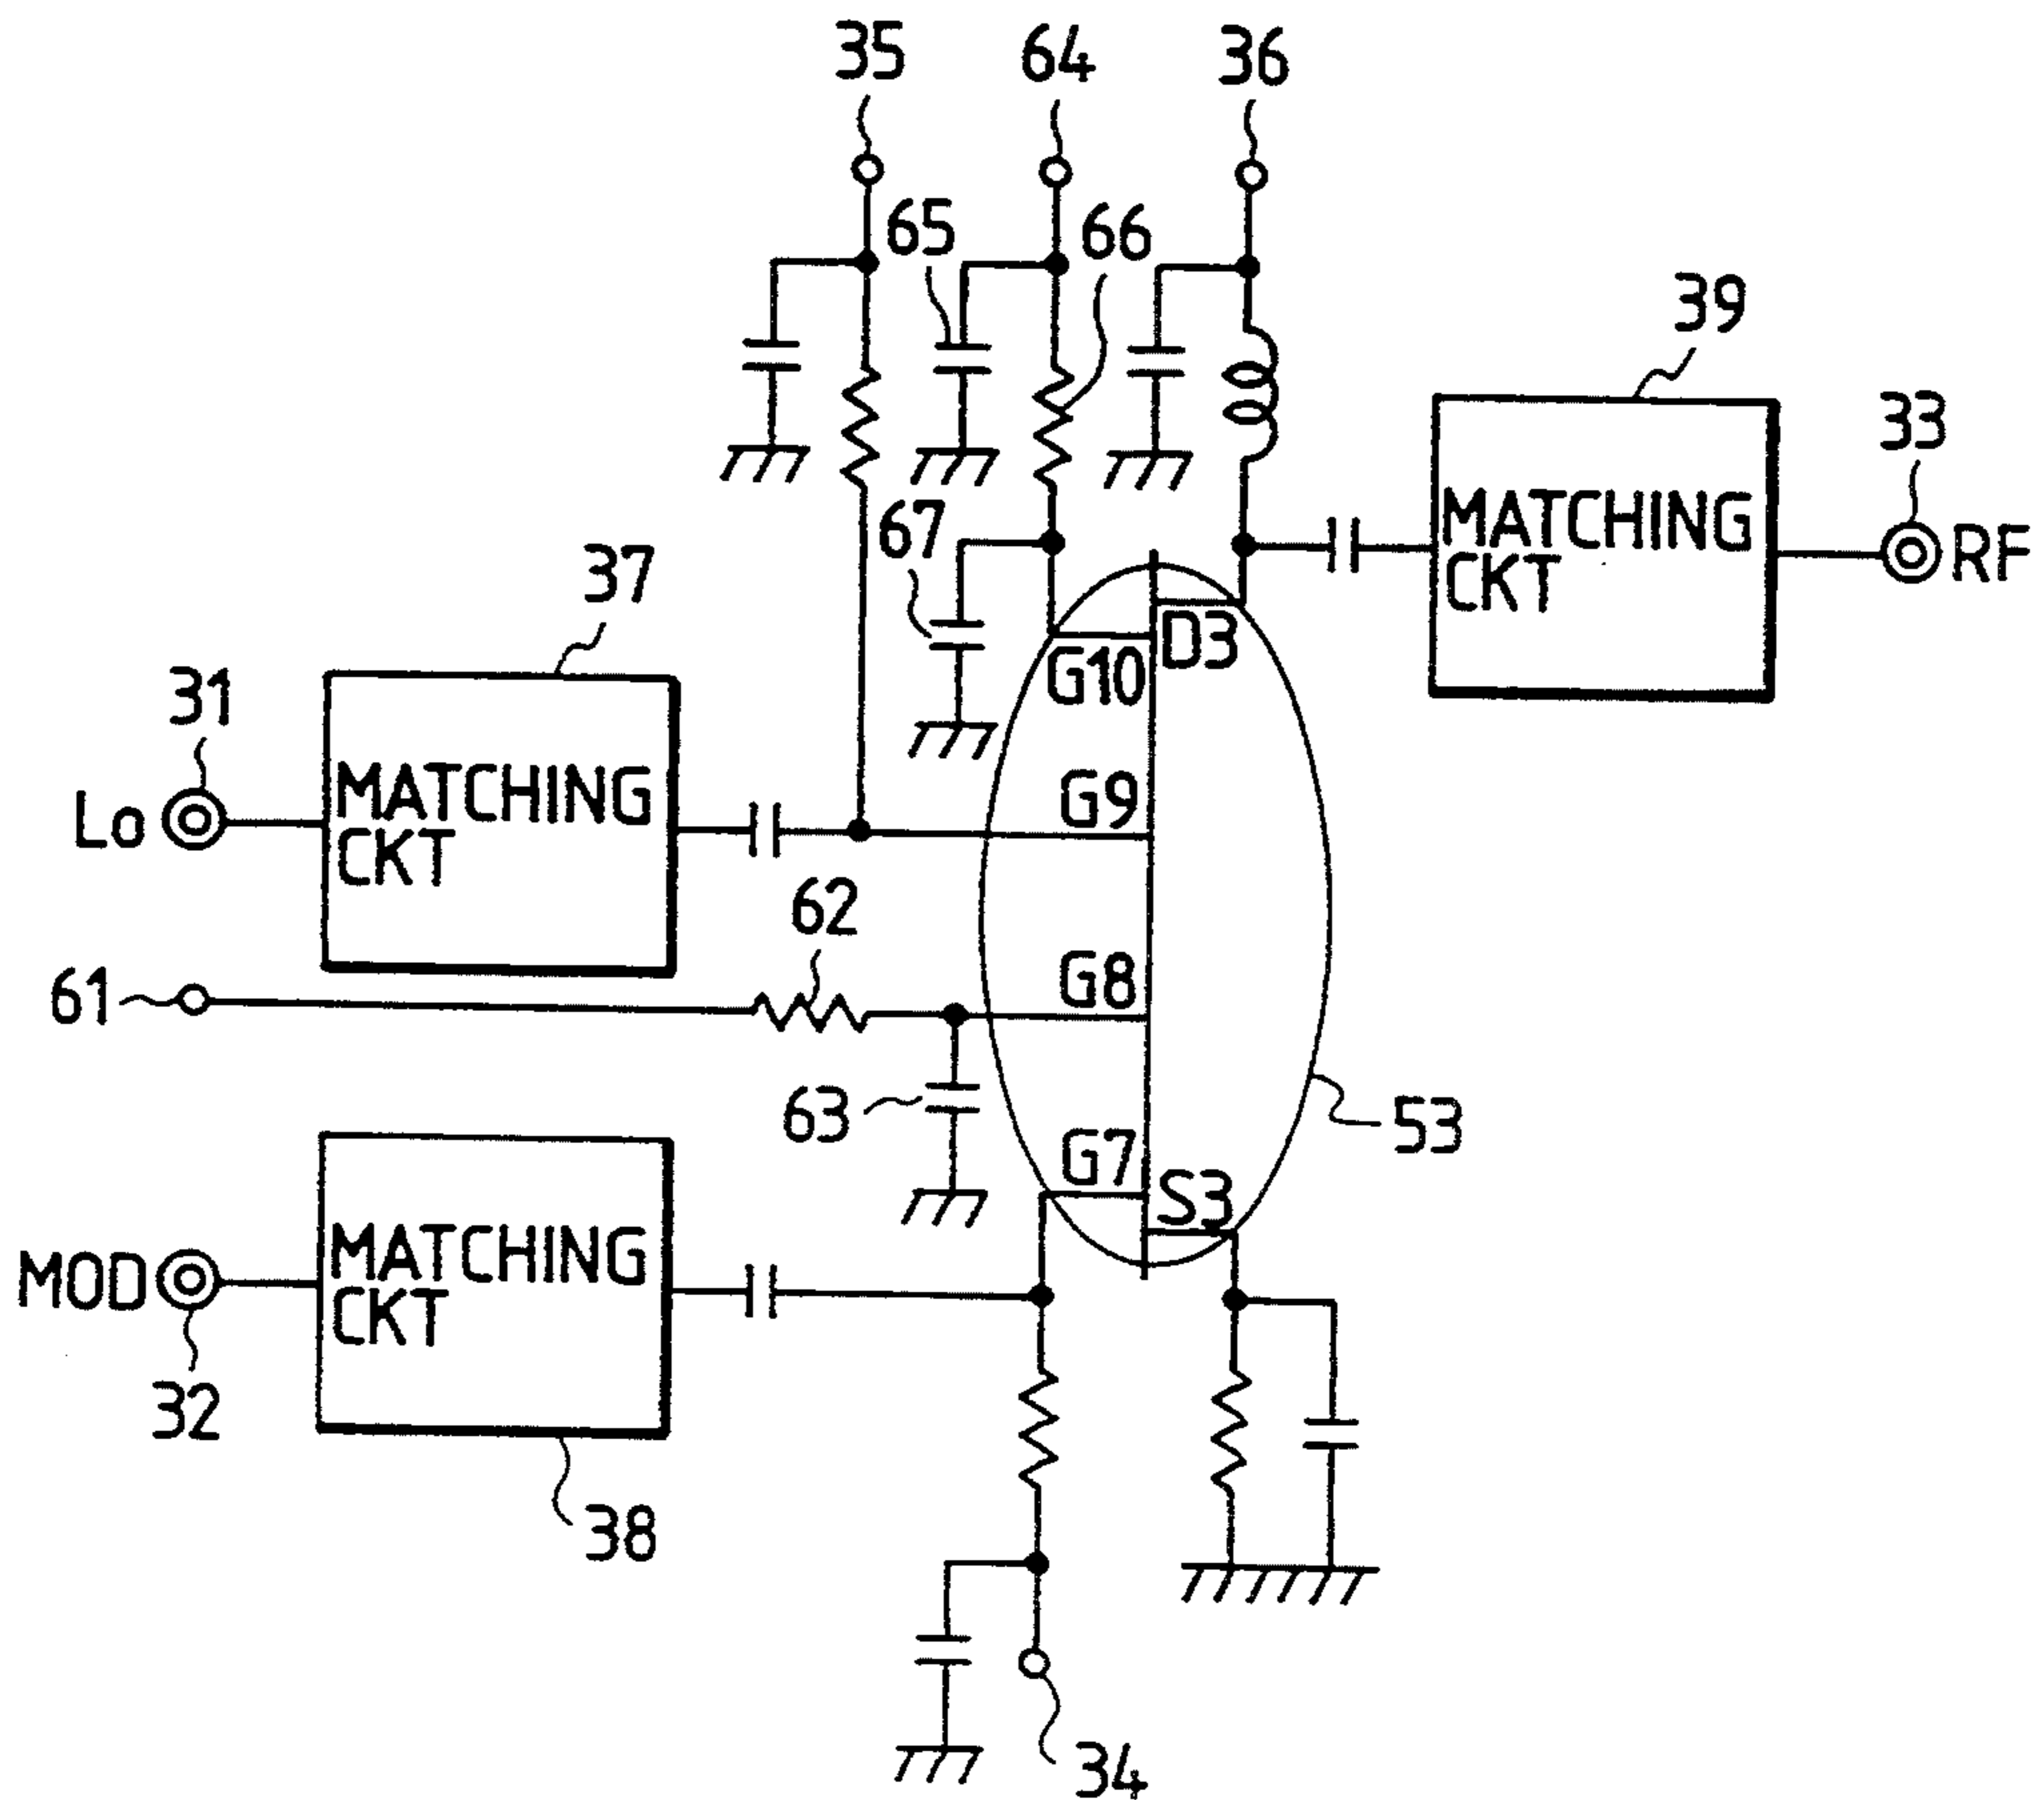 35
64
36
65
66
39
33
67
MATCHING
CKT
RF
37
D3
G10
31
MATCHING
CKT
Lo
G9
62
61
G8
63
53
G7
S3
MOD
MATCHING
CKT
32
38
34